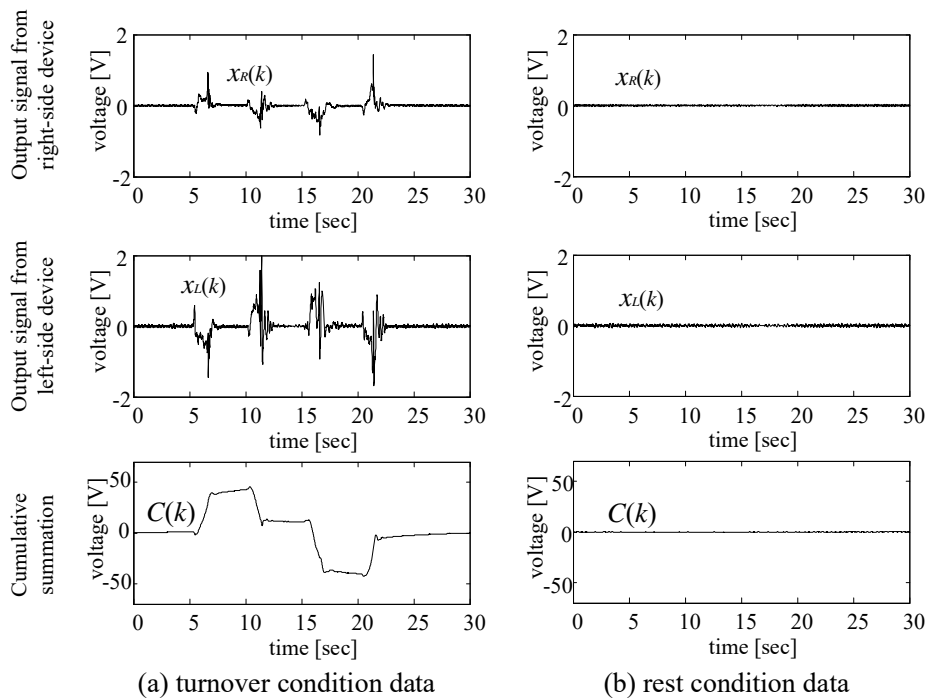 Output signal from
right-side device
voltage [V]
2
0
-2
xR(k)
0 5 10 15 20 25 30
time [sec]
voltage [V]
2
0
-2
xR(k)
0 5 10 15 20 25 30
time [sec]
Output signal from
left-side device
voltage [V]
2
0
-2
xL(k)
0 5 10 15 20 25 30
time [sec]
voltage [V]
2
0
-2
xL(k)
0 5 10 15 20 25 30
time [sec]
Cumulative
summation
voltage [V]
-50
0
-50
C(k)
0 5 10 15 20 25 30
time [sec]
voltage [V]
50
0
-50
C(k)
0 5 10 15 20 25 30
time [sec]
(a) turnover condition data
(b) rest condition data